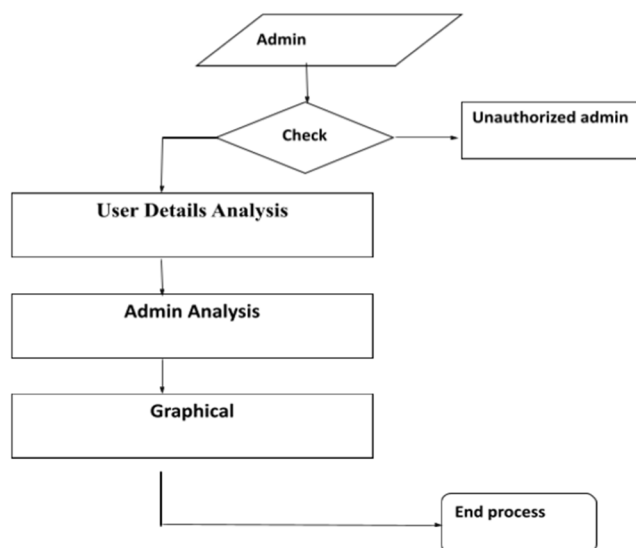 Admin
Check
Unauthorized admin
User Details Analysis
Admin Analysis
Graphical
End process